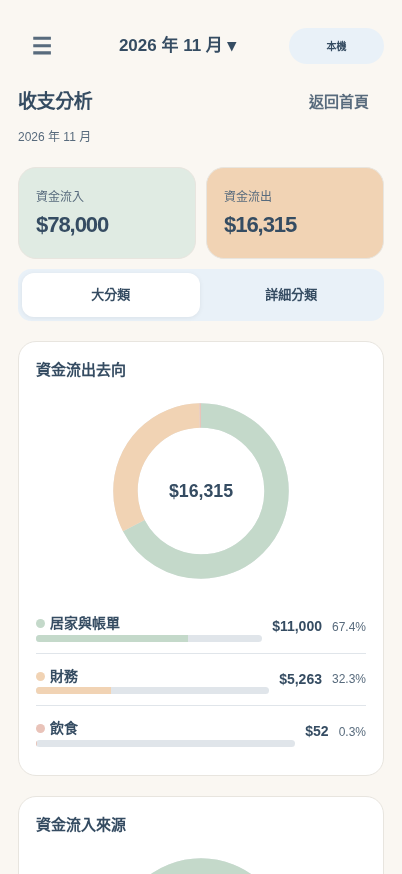 ☰
2026 年 11 月 ▾
本機
收支分析
返回首頁
2026 年 11 月
資金流入
$78,000
資金流出
$16,315
大分類
詳細分類
資金流出去向
$16,315
居家與帳單 $11,000 67.4%
財務 $5,263 32.3%
飲食 $52 0.3%
資金流入來源